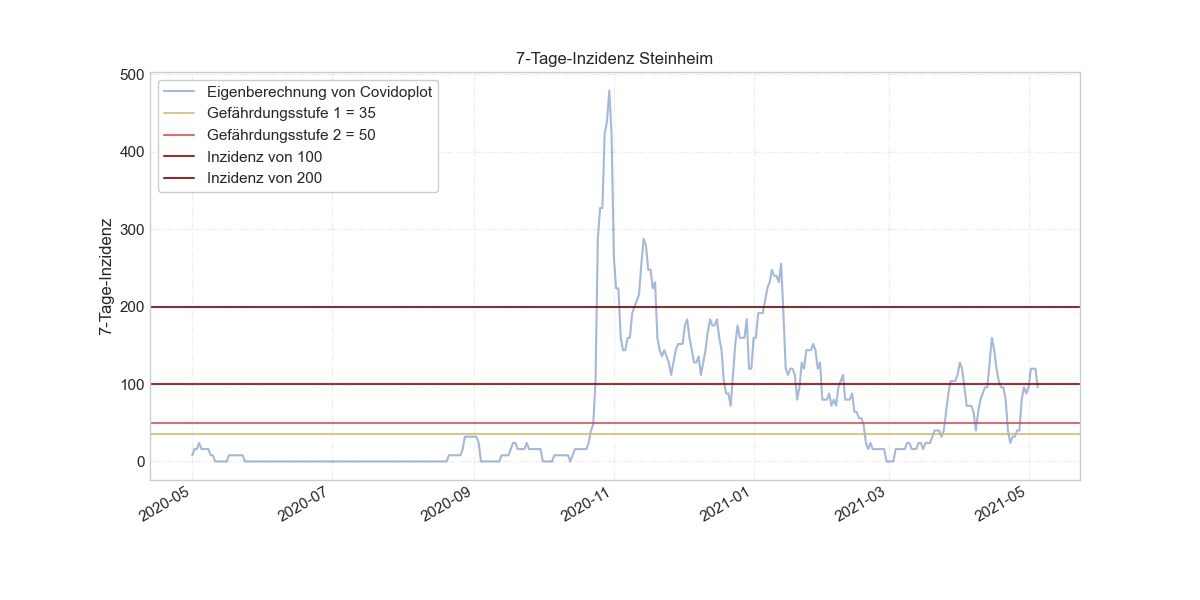 7-Tage-Inzidenz Steinheim
7-Tage-Inzidenz
500
400
300
200
100
0
Eigenberechnung von Covidoplot
Gefährdungsstufe 1 = 35
Gefährdungsstufe 2 = 50
Inzidenz von 100
Inzidenz von 200
2020-05
2020-07
2020-09
2020-11
2021-01
2021-03
2021-05